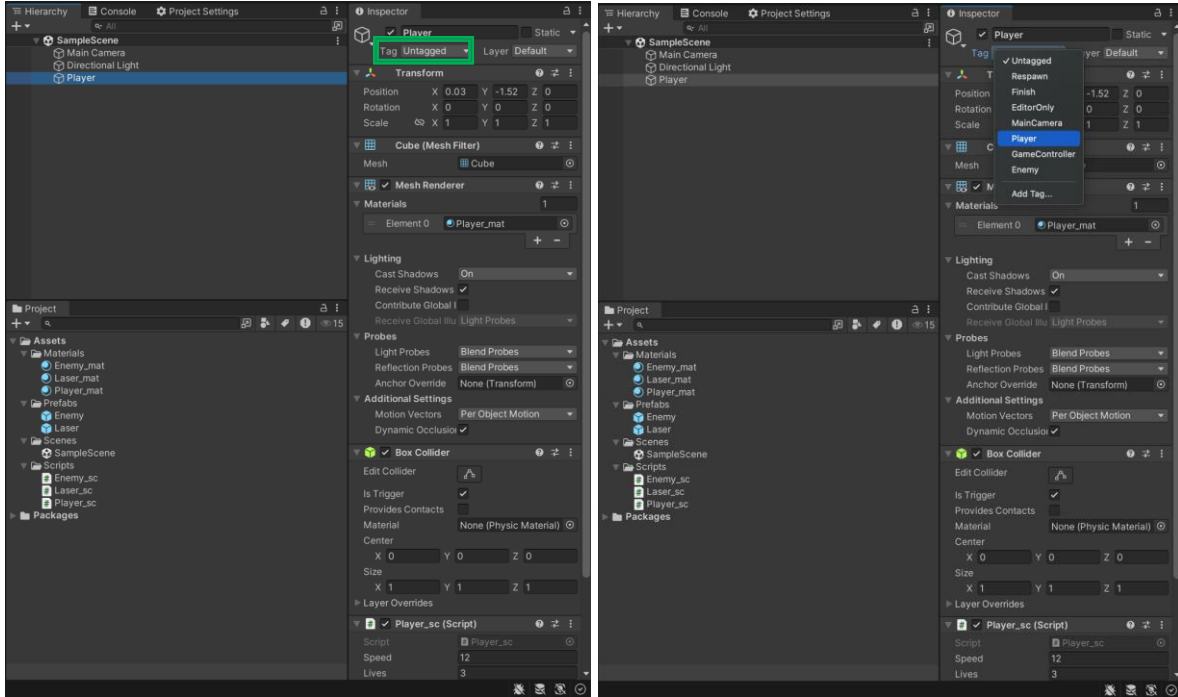 Hierarchy Console Project Settings
All
SampleScene
Main Camera
Directional Light
Player
Project
15
Assets
Materials
Enemy_mat
Laser_mat
Player_mat
Prefabs
Enemy
Laser
Scenes
SampleScene
Scripts
Enemy_sc
Laser_sc
Player_sc
Packages
Inspector
Player Static
Tag Untagged Layer Default
Transform
Position X 0.03 Y -1.52 Z 0
Rotation X 0 Y 0 Z 0
Scale X 1 Y 1 Z 1
Cube (Mesh Filter)
Mesh Cube
Mesh Renderer
Materials 1
Element 0 Player_mat
+ -
Lighting
Cast Shadows On
Receive Shadows
Contribute Global I
Receive Global Illu Light Probes
Probes
Light Probes Blend Probes
Reflection Probes Blend Probes
Anchor Override None (Transform)
Additional Settings
Motion Vectors Per Object Motion
Dynamic Occlusio
Box Collider
Edit Collider
Is Trigger
Provides Contacts
Material None (Physic Material)
Center
X 0 Y 0 Z 0
Size
X 1 Y 1 Z 1
Layer Overrides
Player_sc (Script)
Script Player_sc
Speed 12
Lives 3
Hierarchy Console Project Settings
All
SampleScene
Main Camera
Directional Light
Player
Project
15
Assets
Materials
Enemy_mat
Laser_mat
Player_mat
Prefabs
Enemy
Laser
Scenes
SampleScene
Scripts
Enemy_sc
Laser_sc
Player_sc
Packages
Inspector
Player Static
Tag yer Default
Untagged
Respawn
Finish
EditorOnly
MainCamera
Player
GameController
Enemy
Add Tag...
T
Position -1.52 Z 0
Rotation 0 Z 0
Scale 1 Z 1
C
Mesh
M
Materials 1
Element 0 Player_mat
+ -
Lighting
Cast Shadows On
Receive Shadows
Contribute Global I
Receive Global Illu Light Probes
Probes
Light Probes Blend Probes
Reflection Probes Blend Probes
Anchor Override None (Transform)
Additional Settings
Motion Vectors Per Object Motion
Dynamic Occlusio
Box Collider
Edit Collider
Is Trigger
Provides Contacts
Material None (Physic Material)
Center
X 0 Y 0 Z 0
Size
X 1 Y 1 Z 1
Layer Overrides
Player_sc (Script)
Script Player_sc
Speed 12
Lives 3